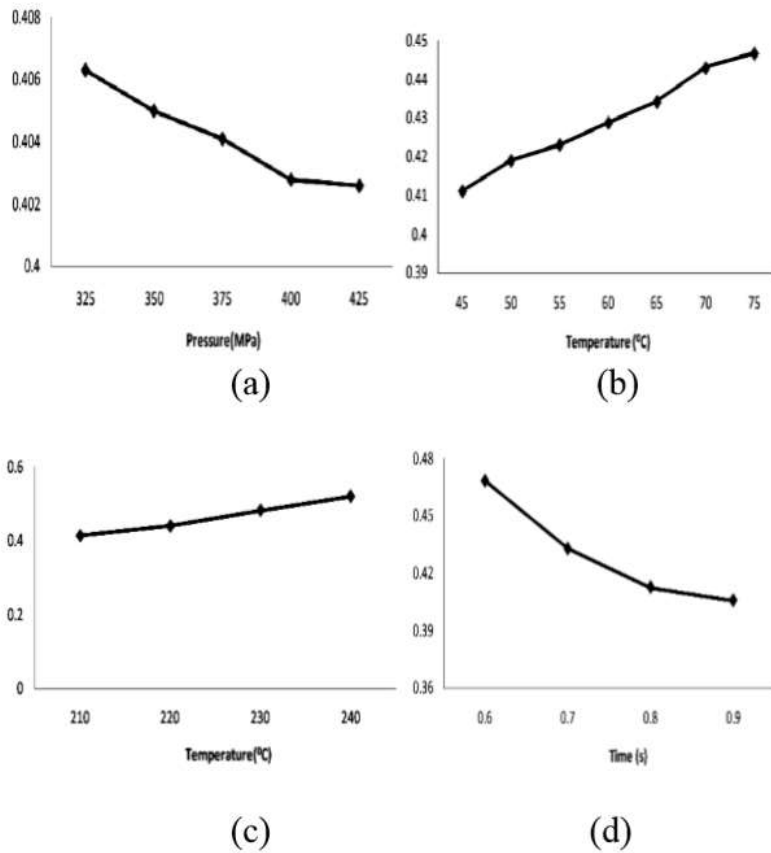 0.408
0.406
0.404
0.402
0.4
325 350 375 400 425
Pressure(MPa)
(a)
0.45
0.44
0.43
0.42
0.41
0.4
0.39
45 50 55 60 65 70 75
Temperature (⁰C)
(b)
0.6
0.4
0.2
0
210 220 230 240
Temperature(⁰C)
(c)
0.48
0.45
0.42
0.39
0.36
0.6 0.7 0.8 0.9
Time (s)
(d)